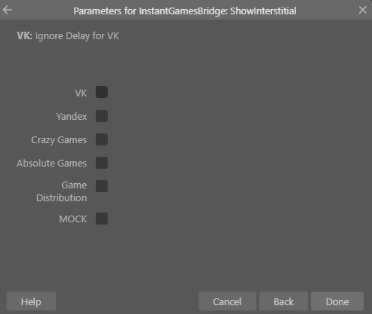 Parameters for InstantGamesBridge: ShowInterstitial
VK: Ignore Delay for VK
VK
Yandex
Crazy Games
Absolute Games
Game
Distribution
MOCK
Help
Cancel
Back
Done